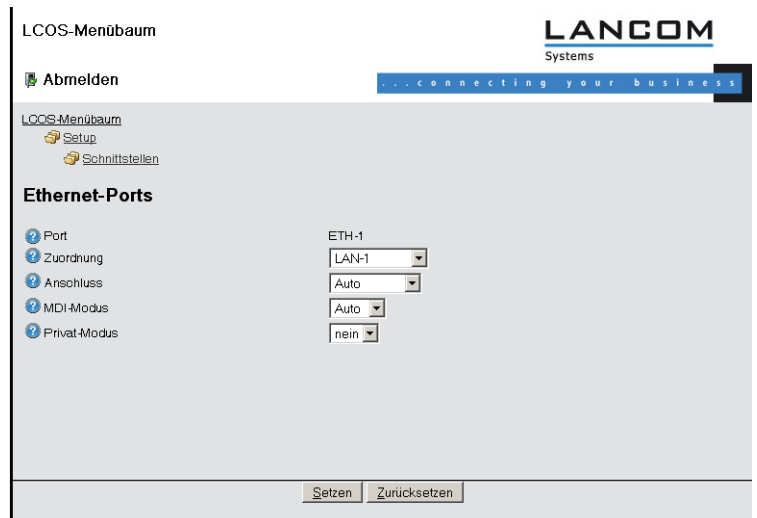 LCOS-Menübaum
LANCOM
Systems
Abmelden
...connecting your business
LCOS-Menübaum
Setup
Schnittstellen
Ethernet-Ports
Port ETH-1
Zuordnung LAN-1
Anschluss Auto
MDI-Modus Auto
Privat-Modus nein
Setzen Zurücksetzen